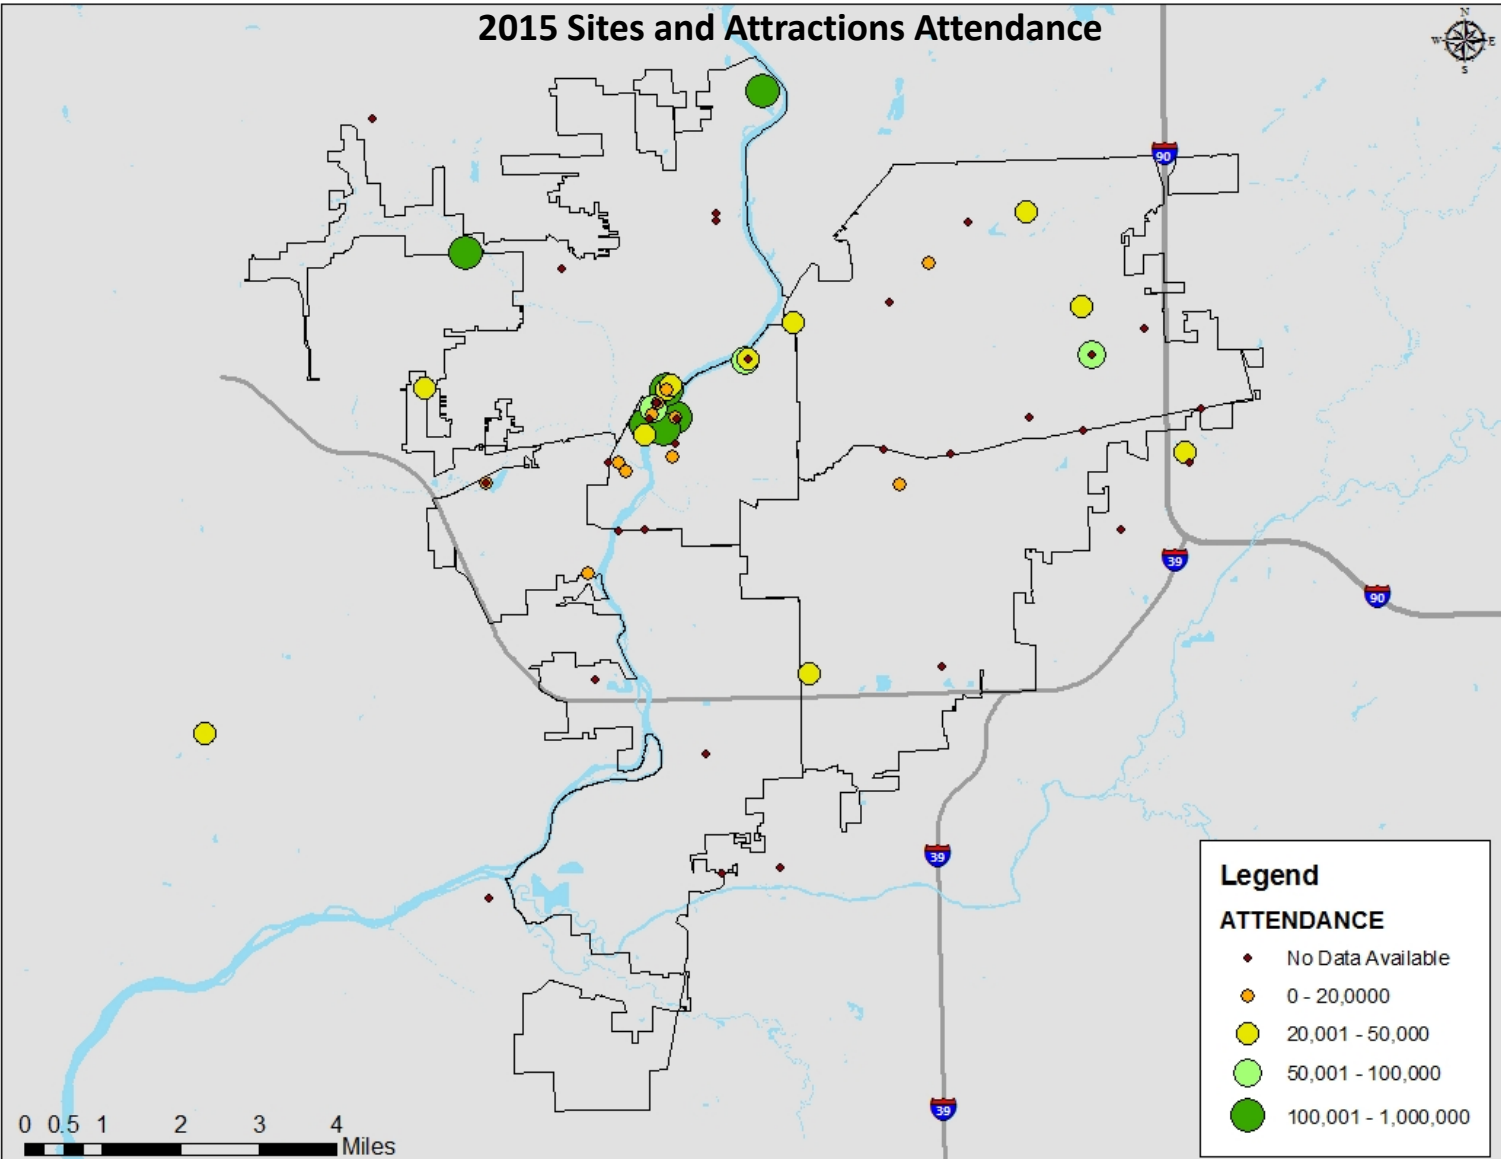 2015 Sites and Attractions Attendance
N
W E
S
90
39
90
39
39
Legend
ATTENDANCE
No Data Available
0 - 20,0000
20,001 - 50,000
50,001 - 100,000
100,001 - 1,000,000
0 0.5 1 2 3 4
Miles